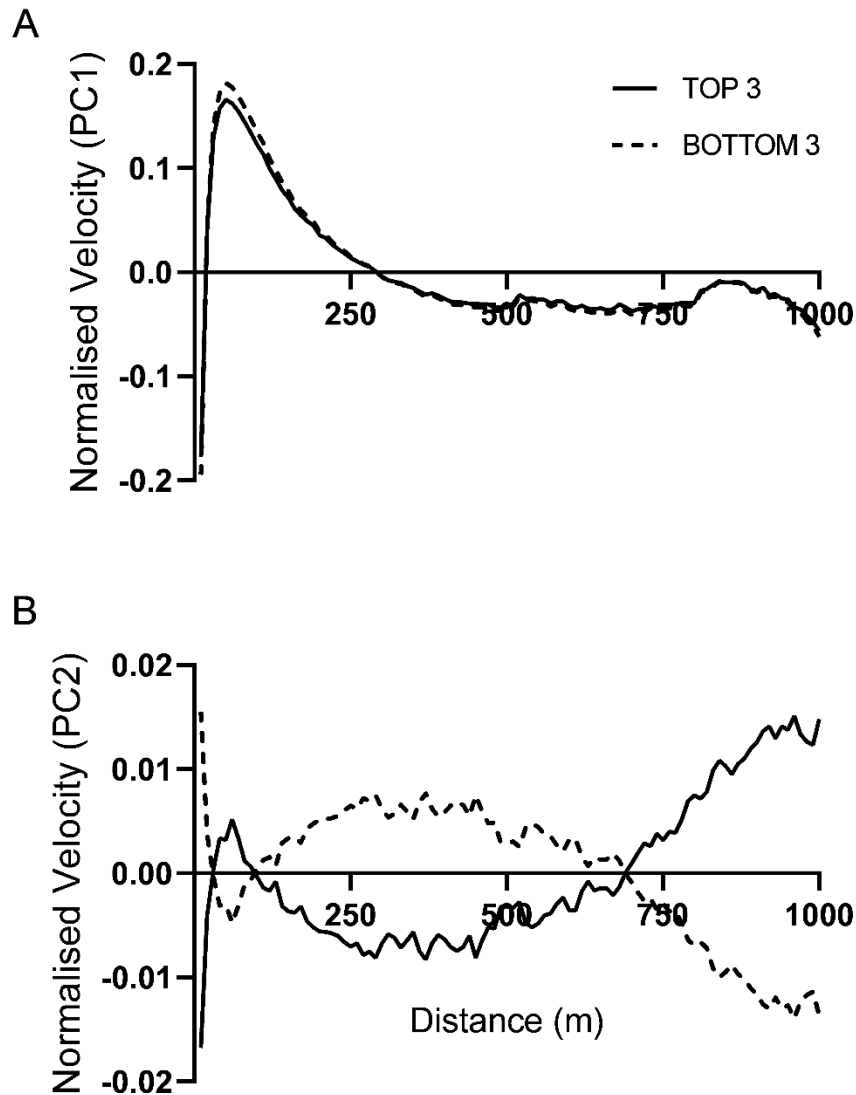 A
Normalised Velocity (PC1)
0.2
0.1
0.0
-0.1
-0.2
250
500
750
1000
TOP 3
BOTTOM 3
B
Normalised Velocity (PC2)
0.02
0.01
0.00
-0.01
-0.02
250
500
750
1000
Distance (m)